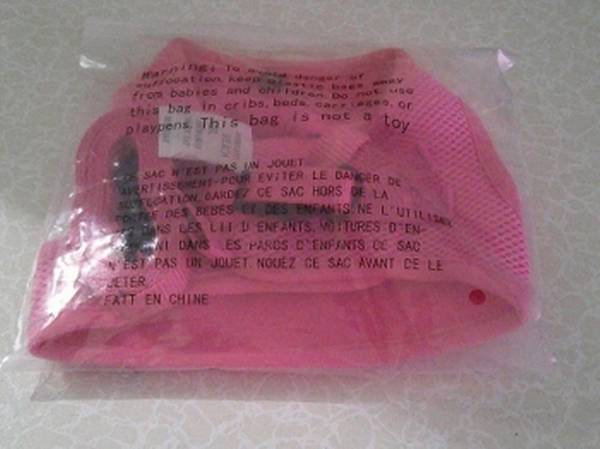 Warning: To avoid danger of
suffocation, keep plastic bags away
from babies and children. Do not use
this bag in cribs, beds, carriages, or
playpens. This bag is not a toy
CE SAC N'EST PAS UN JOUET
AVERTISSEMENT-POUR EVITER LE DANGER DE
SUFFOCATION, GARDEZ CE SAC HORS DE LA
PORTEE DES BEBES ET DES ENFANTS. NE L'UTILISEZ
DANS LES LIT D ENFANTS, VOITURES D'EN-
NI DANS LES PARCS D'ENFANTS. CE SAC
N'EST PAS UN JOUET. NOUEZ CE SAC AVANT DE LE
JETER
FAIT EN CHINE